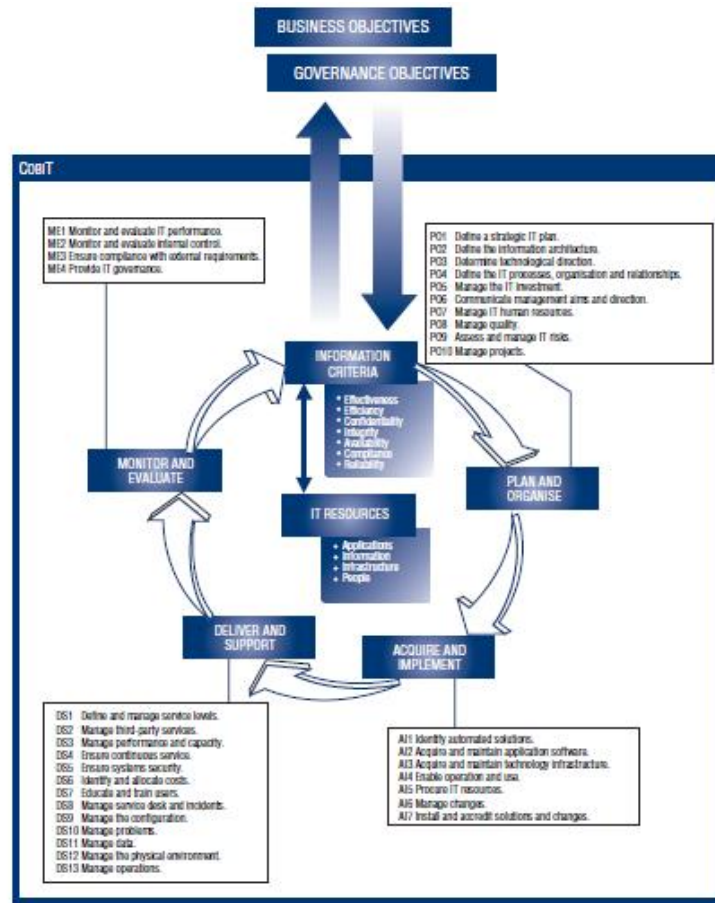 BUSINESS OBJECTIVES
GOVERNANCE OBJECTIVES
COBIT
ME1 Monitor and evaluate IT performance.
ME2 Monitor and evaluate internal control.
ME3 Ensure compliance with external requirements.
ME4 Provide IT governance.
PO1 Define a strategic IT plan.
PO2 Define the information architecture.
PO3 Determine technological direction.
PO4 Define the IT processes, organisation and relationships.
PO5 Manage the IT investment.
PO6 Communicate management aims and direction.
PO7 Manage IT human resources.
PO8 Manage quality.
PO9 Assess and manage IT risks.
PO10 Manage projects.
INFORMATION
CRITERIA
• Effectiveness
• Efficiency
• Confidentiality
• Integrity
• Availability
• Compliance
• Reliability
MONITOR AND
EVALUATE
PLAN AND
ORGANISE
IT RESOURCES
+ Applications
+ Information
+ Infrastructure
+ People
DELIVER AND
SUPPORT
ACQUIRE AND
IMPLEMENT
DS1 Define and manage service levels.
DS2 Manage third-party services.
DS3 Manage performance and capacity.
DS4 Ensure continuous service.
DS5 Ensure systems security.
DS6 Identify and allocate costs.
DS7 Educate and train users.
DS8 Manage service desk and incidents.
DS9 Manage the configuration.
DS10 Manage problems.
DS11 Manage data.
DS12 Manage the physical environment.
DS13 Manage operations.
AI1 Identify automated solutions.
AI2 Acquire and maintain application software.
AI3 Acquire and maintain technology infrastructure.
AI4 Enable operation and use.
AI5 Procure IT resources.
AI6 Manage changes.
AI7 Install and accredit solutions and changes.